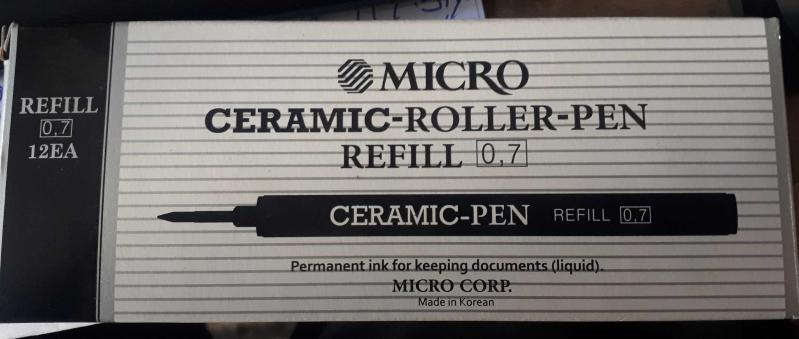 REFILL
0,7
12EA
MICRO
CERAMIC-ROLLER-PEN
REFILL 0,7
CERAMIC-PEN REFILL 0,7
Permanent ink for keeping documents (liquid).
MICRO CORP.
Made in Korean